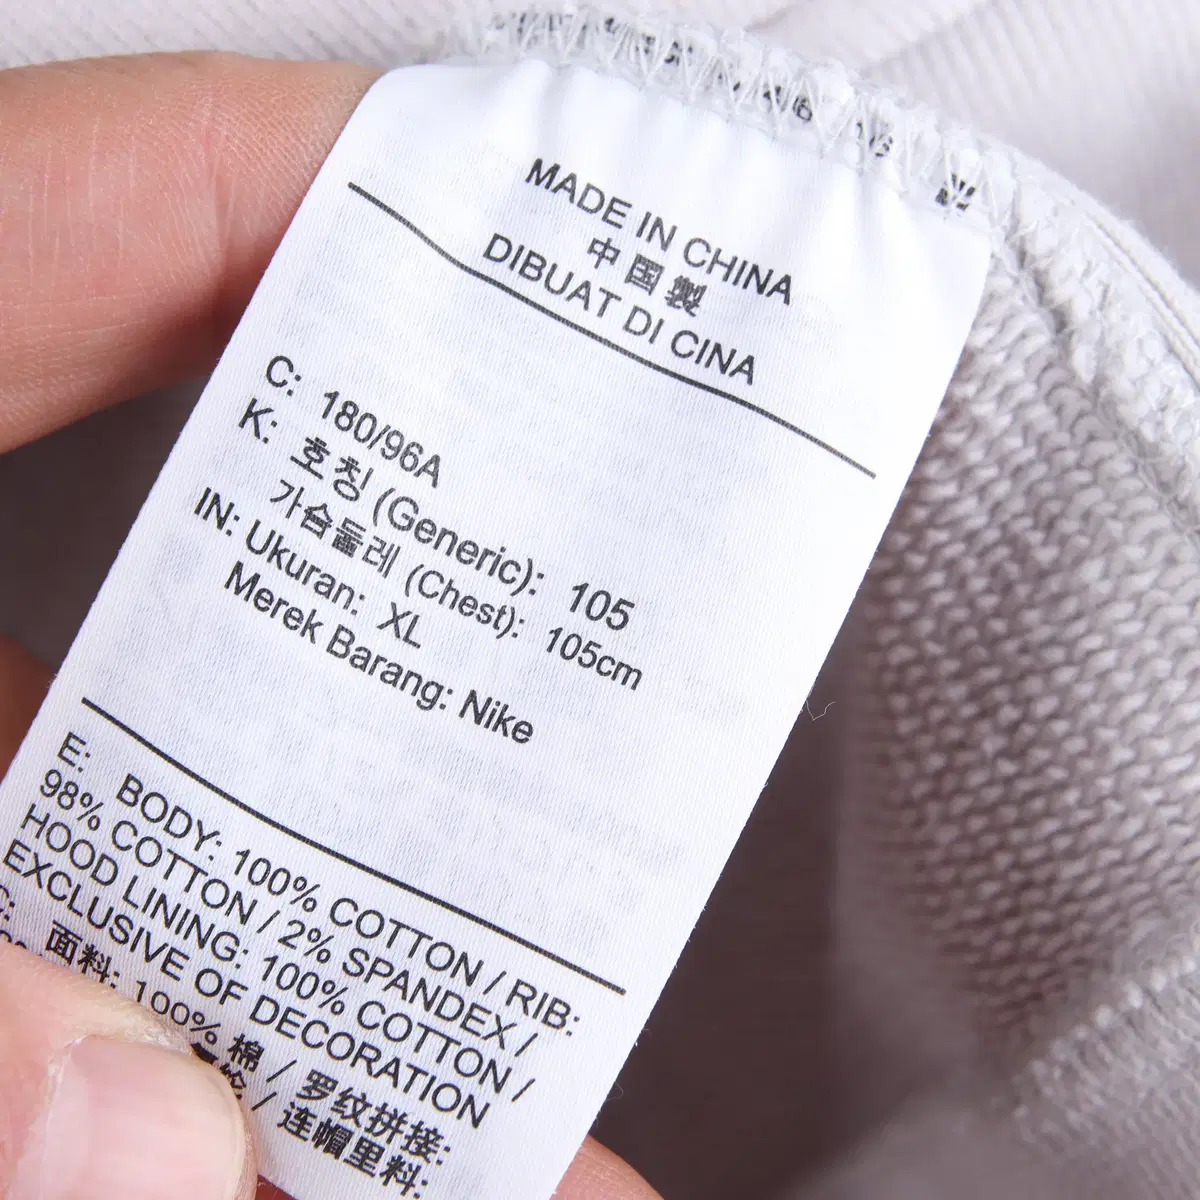 MADE IN CHINA
中国製
DIBUAT DI CINA
C: 180/96A
K: 호칭 (Generic): 105
가슴둘레 (Chest): 105cm
IN: Ukuran: XL
Merek Barang: Nike
E: BODY: 100% COTTON / RIB:
98% COTTON / 2% SPANDEX /
HOOD LINING: 100% COTTON /
EXCLUSIVE OF DECORATION
C: 面料: 100% 棉 / 罗纹拼接:
/ 连帽里料: